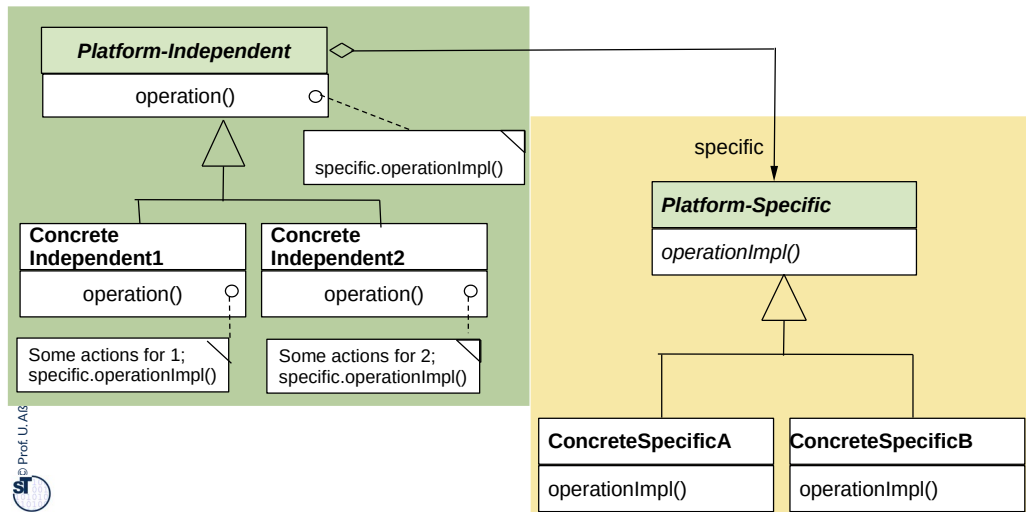 Platform-Independent
operation()
specific.operationImpl()
specific
Platform-Specific
operationImpl()
Concrete
Independent1
operation()
Concrete
Independent2
operation()
Some actions for 1;
specific.operationImpl()
Some actions for 2;
specific.operationImpl()
ConcreteSpecificA
operationImpl()
ConcreteSpecificB
operationImpl()
© Prof. U. Aß
ST